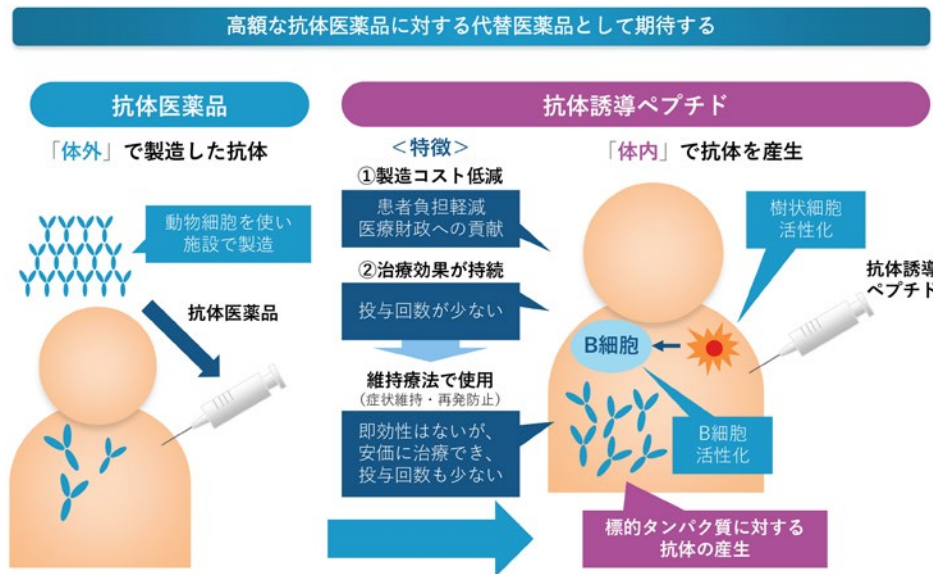 高額な抗体医薬品に対する代替医薬品として期待する
抗体医薬品
「体外」で製造した抗体
動物細胞を使い
施設で製造
抗体医薬品
抗体誘導ペプチド
＜特徴＞
①製造コスト低減
患者負担軽減
医療財政への貢献
②治療効果が持続
投与回数が少ない
維持療法で使用
（症状維持・再発防止）
即効性はないが、
安価に治療でき、
投与回数も少ない
「体内」で抗体を産生
樹状細胞
活性化
抗体誘導
ペプチド
B細胞
B細胞
活性化
標的タンパク質に対する
抗体の産生